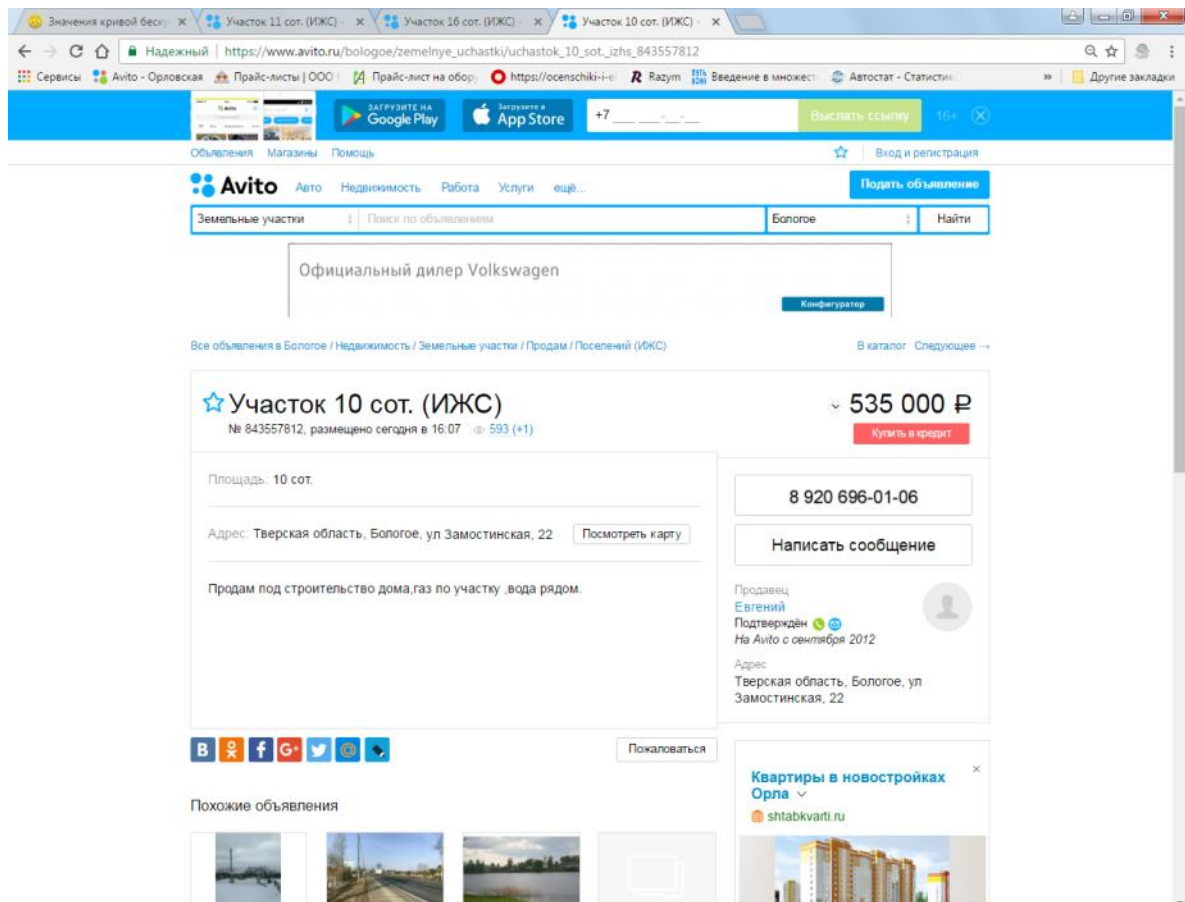 Значения кривой беску
Участок 11 сот. (ИЖС) -
Участок 16 сот. (ИЖС) -
Участок 10 сот. (ИЖС) -
Надежный https://www.avito.ru/bologoe/zemelnye_uchastki/uchastok_10_sot._izhs_843557812
Сервисы Avito - Орловская Прайс-листы | ООО Прайс-лист на обору https://ocenschiki-i-e Razym Введение в множест Автостат - Статистик » Другие закладки
ЗАГРУЗИТЕ НА Google Play Загрузите в App Store +7 ___ ___-__-__ Выслать ссылку 16+
Объявления Магазины Помощь Вход и регистрация
Avito Авто Недвижимость Работа Услуги ещё... Подать объявление
Земельные участки Поиск по объявлениям Бологое Найти
Официальный дилер Volkswagen
Конфигуратор
Все объявления в Бологое / Недвижимость / Земельные участки / Продам / Поселений (ИЖС) В каталог Следующее →
Участок 10 сот. (ИЖС) 535 000 ₽
№ 843557812, размещено сегодня в 16:07 593 (+1) Купить в кредит
Площадь: 10 сот.
8 920 696-01-06
Адрес: Тверская область, Бологое, ул Замостинская, 22 Посмотреть карту
Написать сообщение
Продам под строительство дома,газ по участку ,вода рядом.
Продавец
Евгений
Подтверждён
На Avito с сентября 2012
Адрес
Тверская область, Бологое, ул
Замостинская, 22
Пожаловаться
Квартиры в новостройках
Орла
shtabkvarti.ru
Похожие объявления